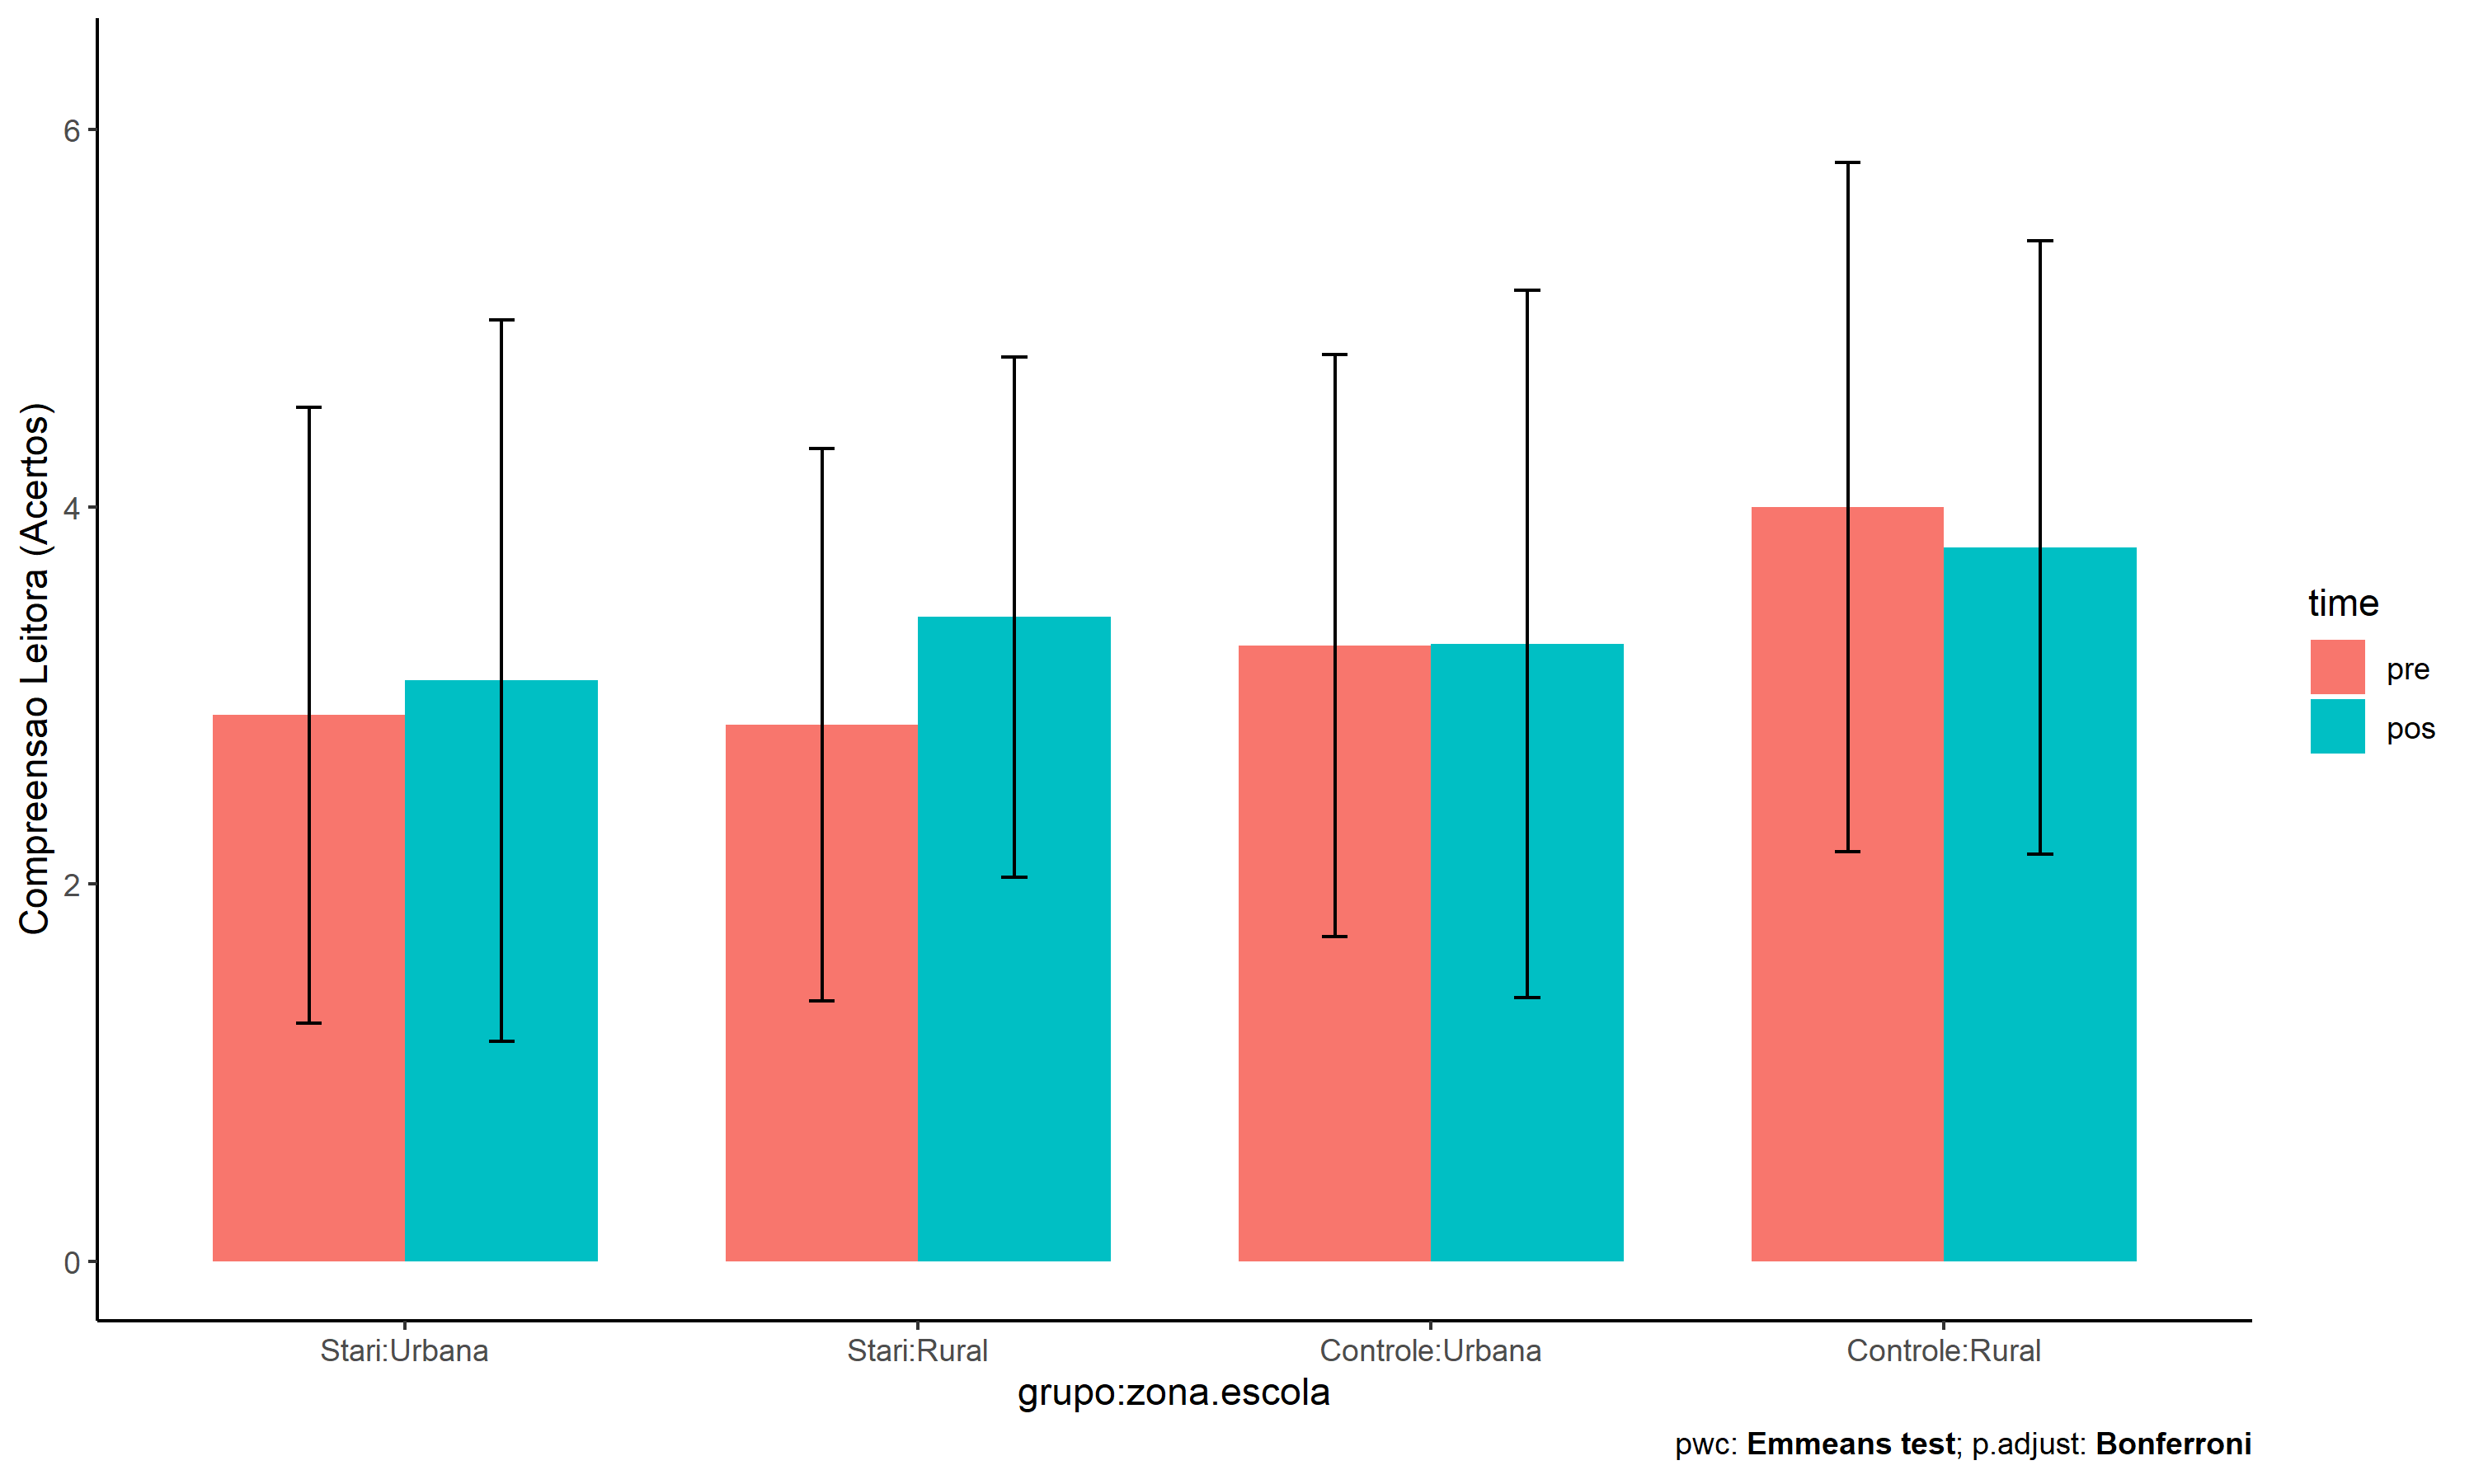 Compreensao Leitora (Acertos)
6
4
2
0
Stari:Urbana
Stari:Rural
Controle:Urbana
Controle:Rural
grupo:zona.escola
time
pre
pos
pwc: Emmeans test; p.adjust: Bonferroni